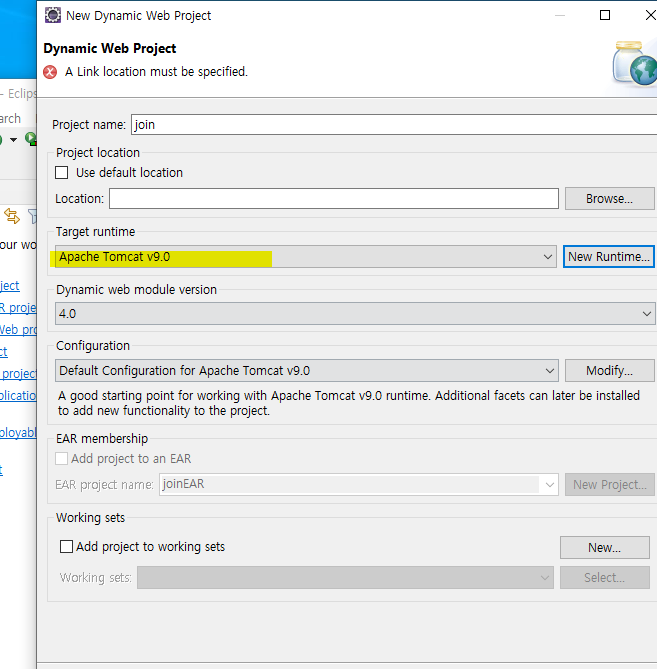 New Dynamic Web Project
Dynamic Web Project
A Link location must be specified.
- Eclips
arch
Project name: join
Project location
Use default location
Location:
Browse...
Target runtime
Apache Tomcat v9.0
New Runtime...
our wo
Dynamic web module version
ject
R proje
4.0
Web pro
Configuration
ct
Default Configuration for Apache Tomcat v9.0
Modify...
project
A good starting point for working with Apache Tomcat v9.0 runtime. Additional facets can later be installed
plicatio
to add new functionality to the project.
ployabl
EAR membership
Add project to an EAR
t
EAR project name: joinEAR
New Project...
Working sets
Add project to working sets
New...
Working sets:
Select...